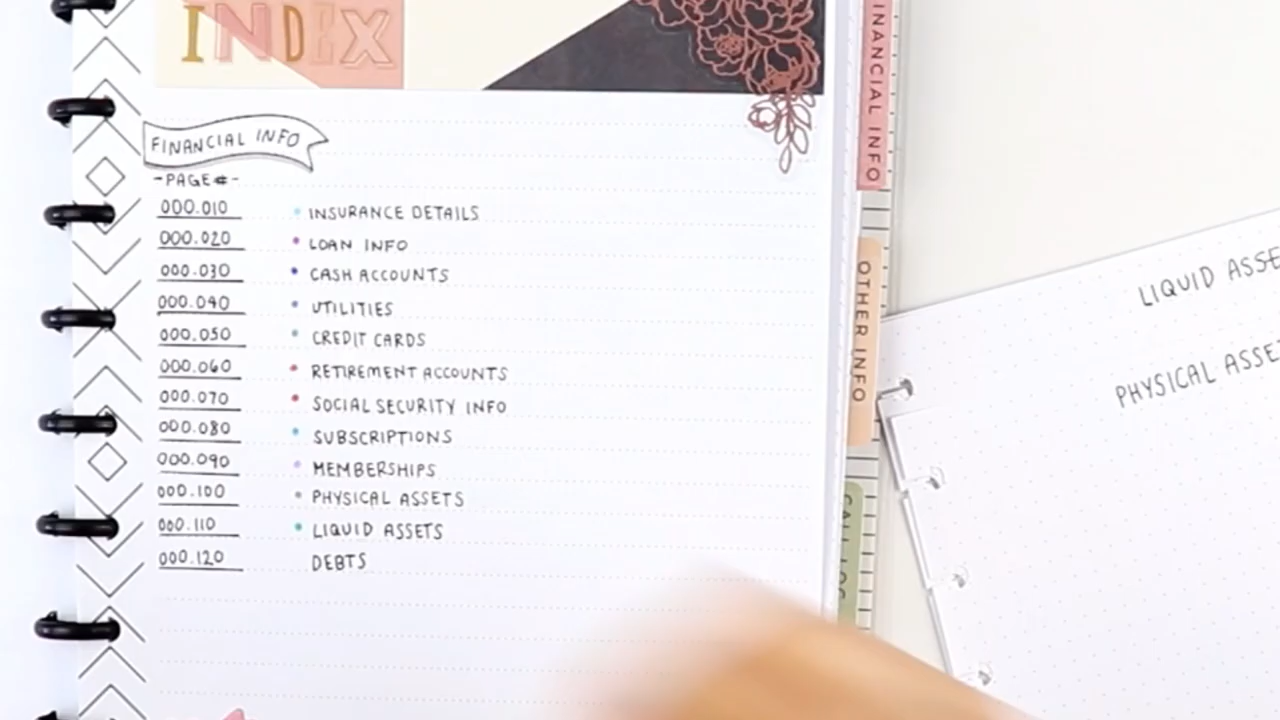 INDEX
FINANCIAL INFO
-PAGE#-
000.010 INSURANCE DETAILS
000.020 LOAN INFO
000.030 CASH ACCOUNTS
000.040 UTILITIES
000.050 CREDIT CARDS
000.060 RETIREMENT ACCOUNTS
000.070 SOCIAL SECURITY INFO
000.080 SUBSCRIPTIONS
000.090 MEMBERSHIPS
000.100 PHYSICAL ASSETS
000.110 LIQUID ASSETS
000.120 DEBTS
FINANCIAL INFO
OTHER INFO
LIQUID ASSE
PHYSICAL ASSE